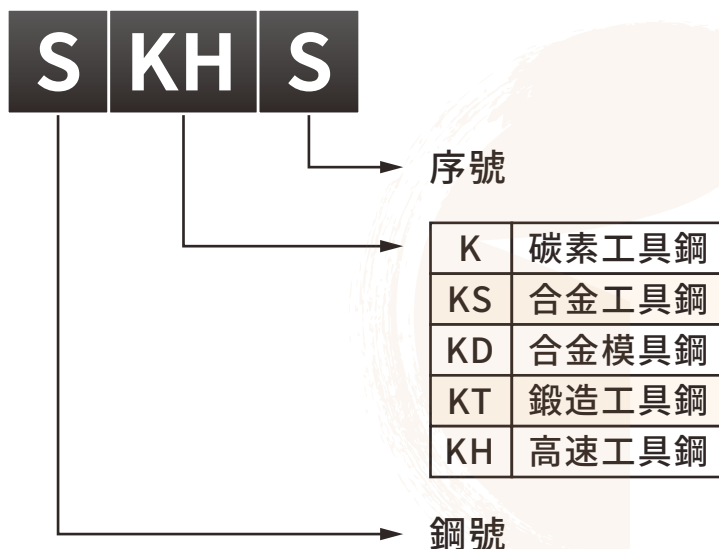 S KH S
序號
K 碳素工具鋼
KS 合金工具鋼
KD 合金模具鋼
KT 鍛造工具鋼
KH 高速工具鋼
鋼號